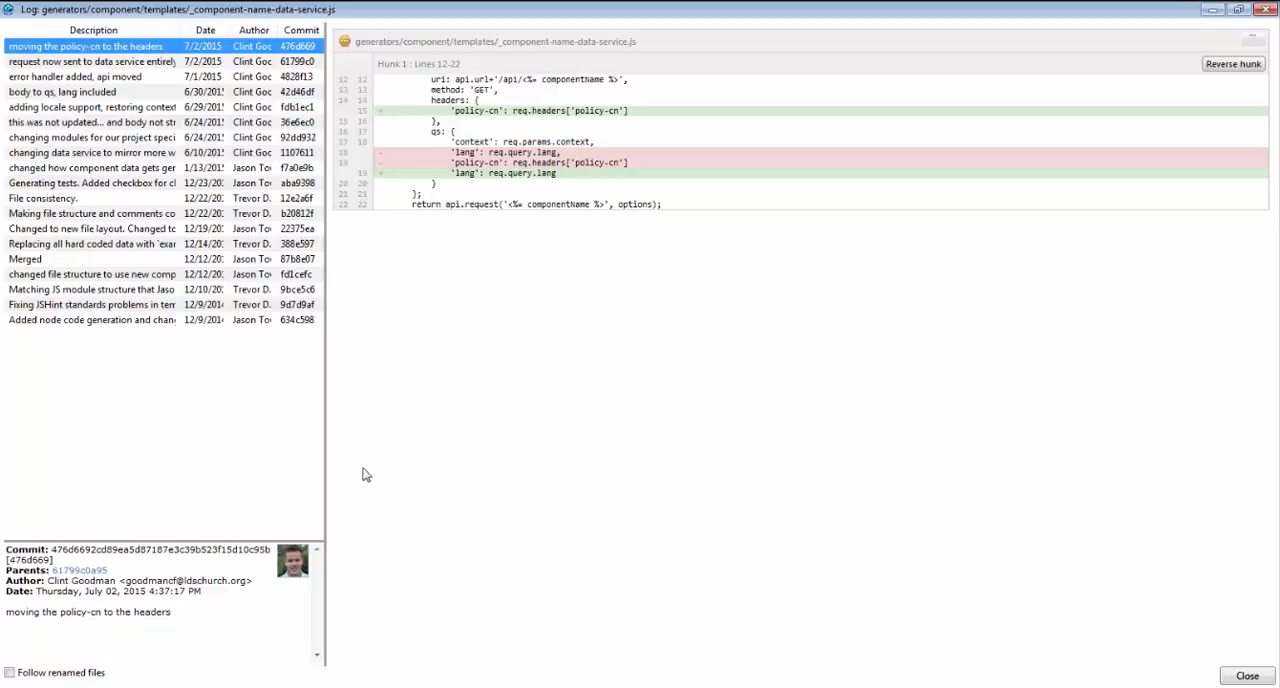 Log: generators/component/templates/_component-name-data-service.js
Description Date Author Commit
moving the policy-cn to the headers 7/2/2015 Clint Goc 476d669
request now sent to data service entirely 7/2/2015 Clint Goc 61799c0
error handler added, api moved 7/1/2015 Clint Goc 4828f13
body to qs, lang included 6/30/2015 Clint Goc 42d46df
adding locale support, restoring context 6/29/2015 Clint Goc fdb1ec1
this was not updated... and body not str 6/24/2015 Clint Goc 36e6ec0
changing modules for our project speci 6/24/2015 Clint Goc 92dd932
changing data service to mirror more w 6/10/2015 Clint Goc 1107611
changed how component data gets ger 1/13/2015 Jason To f7a0e9b
Generating tests. Added checkbox for cl 12/23/20 Jason To aba9398
File consistency. 12/22/20 Trevor D. 12e2a6f
Making file structure and comments co 12/22/20 Trevor D. b20812f
Changed to new file layout. Changed to 12/19/20 Jason To 22375ea
Replacing all hard coded data with `exar 12/14/20 Trevor D. 388e597
Merged 12/12/20 Jason To 87b8e07
changed file structure to use new comp 12/12/20 Jason To fd1cefc
Matching JS module structure that Jaso 12/10/20 Trevor D. 9bce5c6
Fixing JSHint standards problems in ten 12/9/201 Trevor D. 9d7d9af
Added node code generation and chan 12/9/201 Jason To 634c598
generators/component/templates/_component-name-data-service.js
Hunk 1 : Lines 12-22
Reverse hunk
12 12 uri: api.url+'/api/<%= componentName %>',
13 13 method: 'GET',
14 14 headers: {
15 + 'policy-cn': req.headers['policy-cn']
15 16 },
16 17 qs: {
17 18 'context': req.params.context,
18 - 'lang': req.query.lang,
19 - 'policy-cn': req.headers['policy-cn']
19 + 'lang': req.query.lang
20 20 }
21 21 };
22 22 return api.request('<%= componentName %>', options);
Commit: 476d6692cd89ea5d87187e3c39b523f15d10c95b
[476d669]
Parents: 61799c0a95
Author: Clint Goodman <goodmancf@ldschurch.org>
Date: Thursday, July 02, 2015 4:37:17 PM
moving the policy-cn to the headers
Follow renamed files
Close